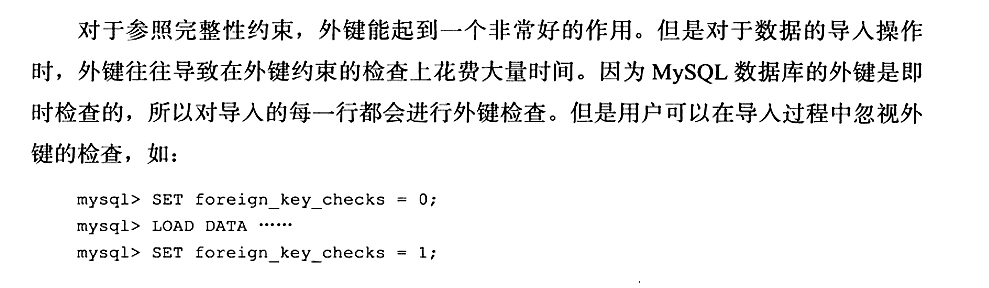 对于参照完整性约束，外键能起到一个非常好的作用。但是对于数据的导入操作
时，外键往往导致在外键约束的检查上花费大量时间。因为 MySQL 数据库的外键是即
时检查的，所以对导入的每一行都会进行外键检查。但是用户可以在导入过程中忽视外
键的检查，如：
mysql> SET foreign_key_checks = 0;
mysql> LOAD DATA ……
mysql> SET foreign_key_checks = 1;